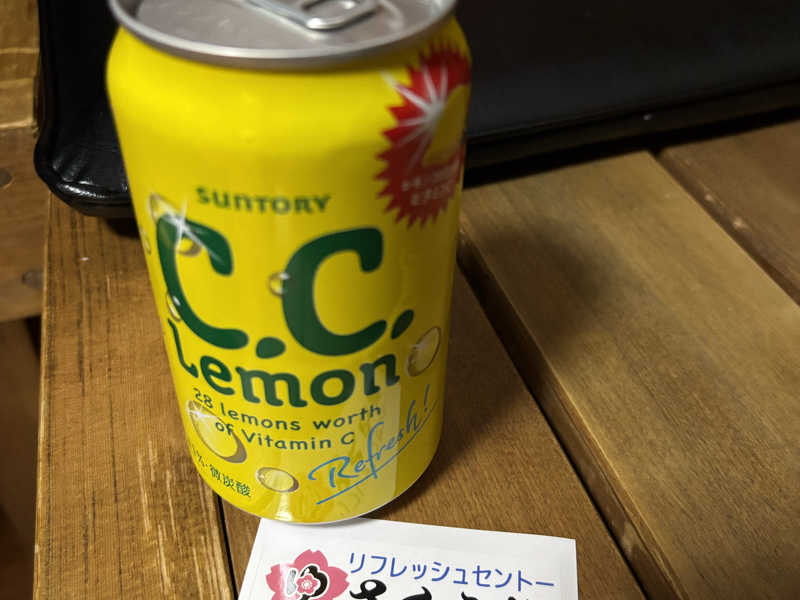 SUNTORY
C.C.
Lemon
28 lemons worth
of Vitamin C
Refresh!
微炭酸
リフレッシュセントー